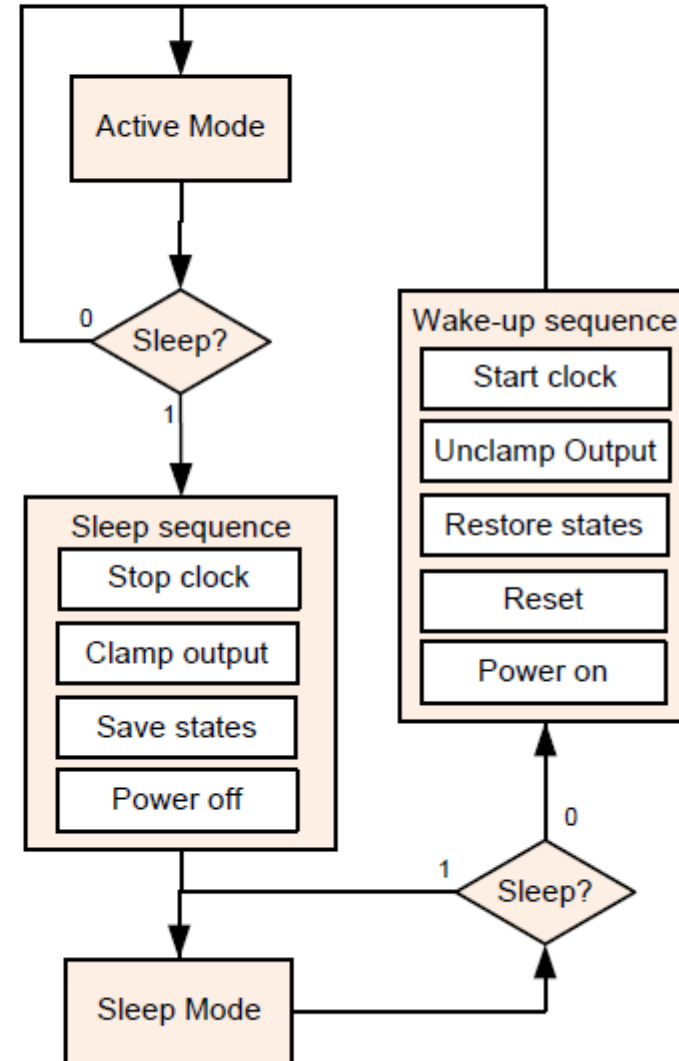 Active Mode
0
Sleep?
1
Sleep sequence
Stop clock
Clamp output
Save states
Power off
Sleep Mode
1
Sleep?
0
Wake-up sequence
Start clock
Unclamp Output
Restore states
Reset
Power on